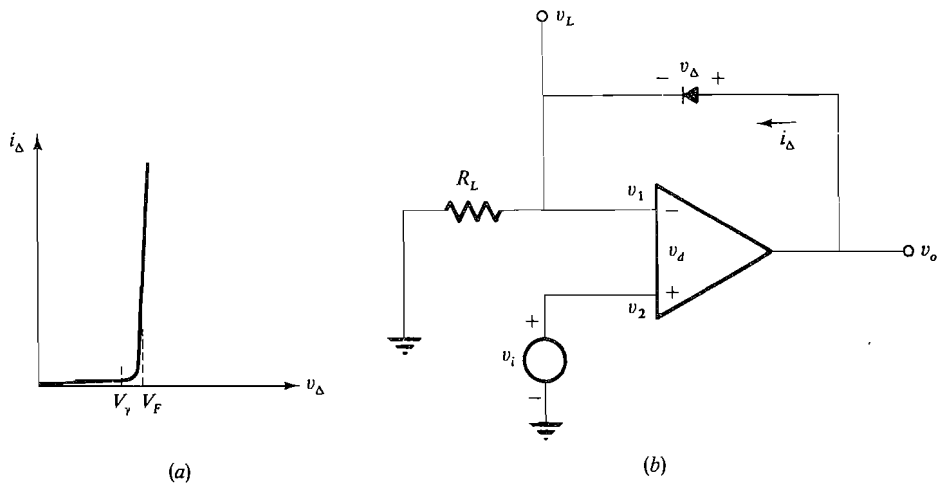 i_Δ
V_γ
V_F
v_Δ
(a)
v_L
− v_Δ +
i_Δ
R_L
v_1
−
v_d
v_o
+
v_2
+
v_i
−
(b)